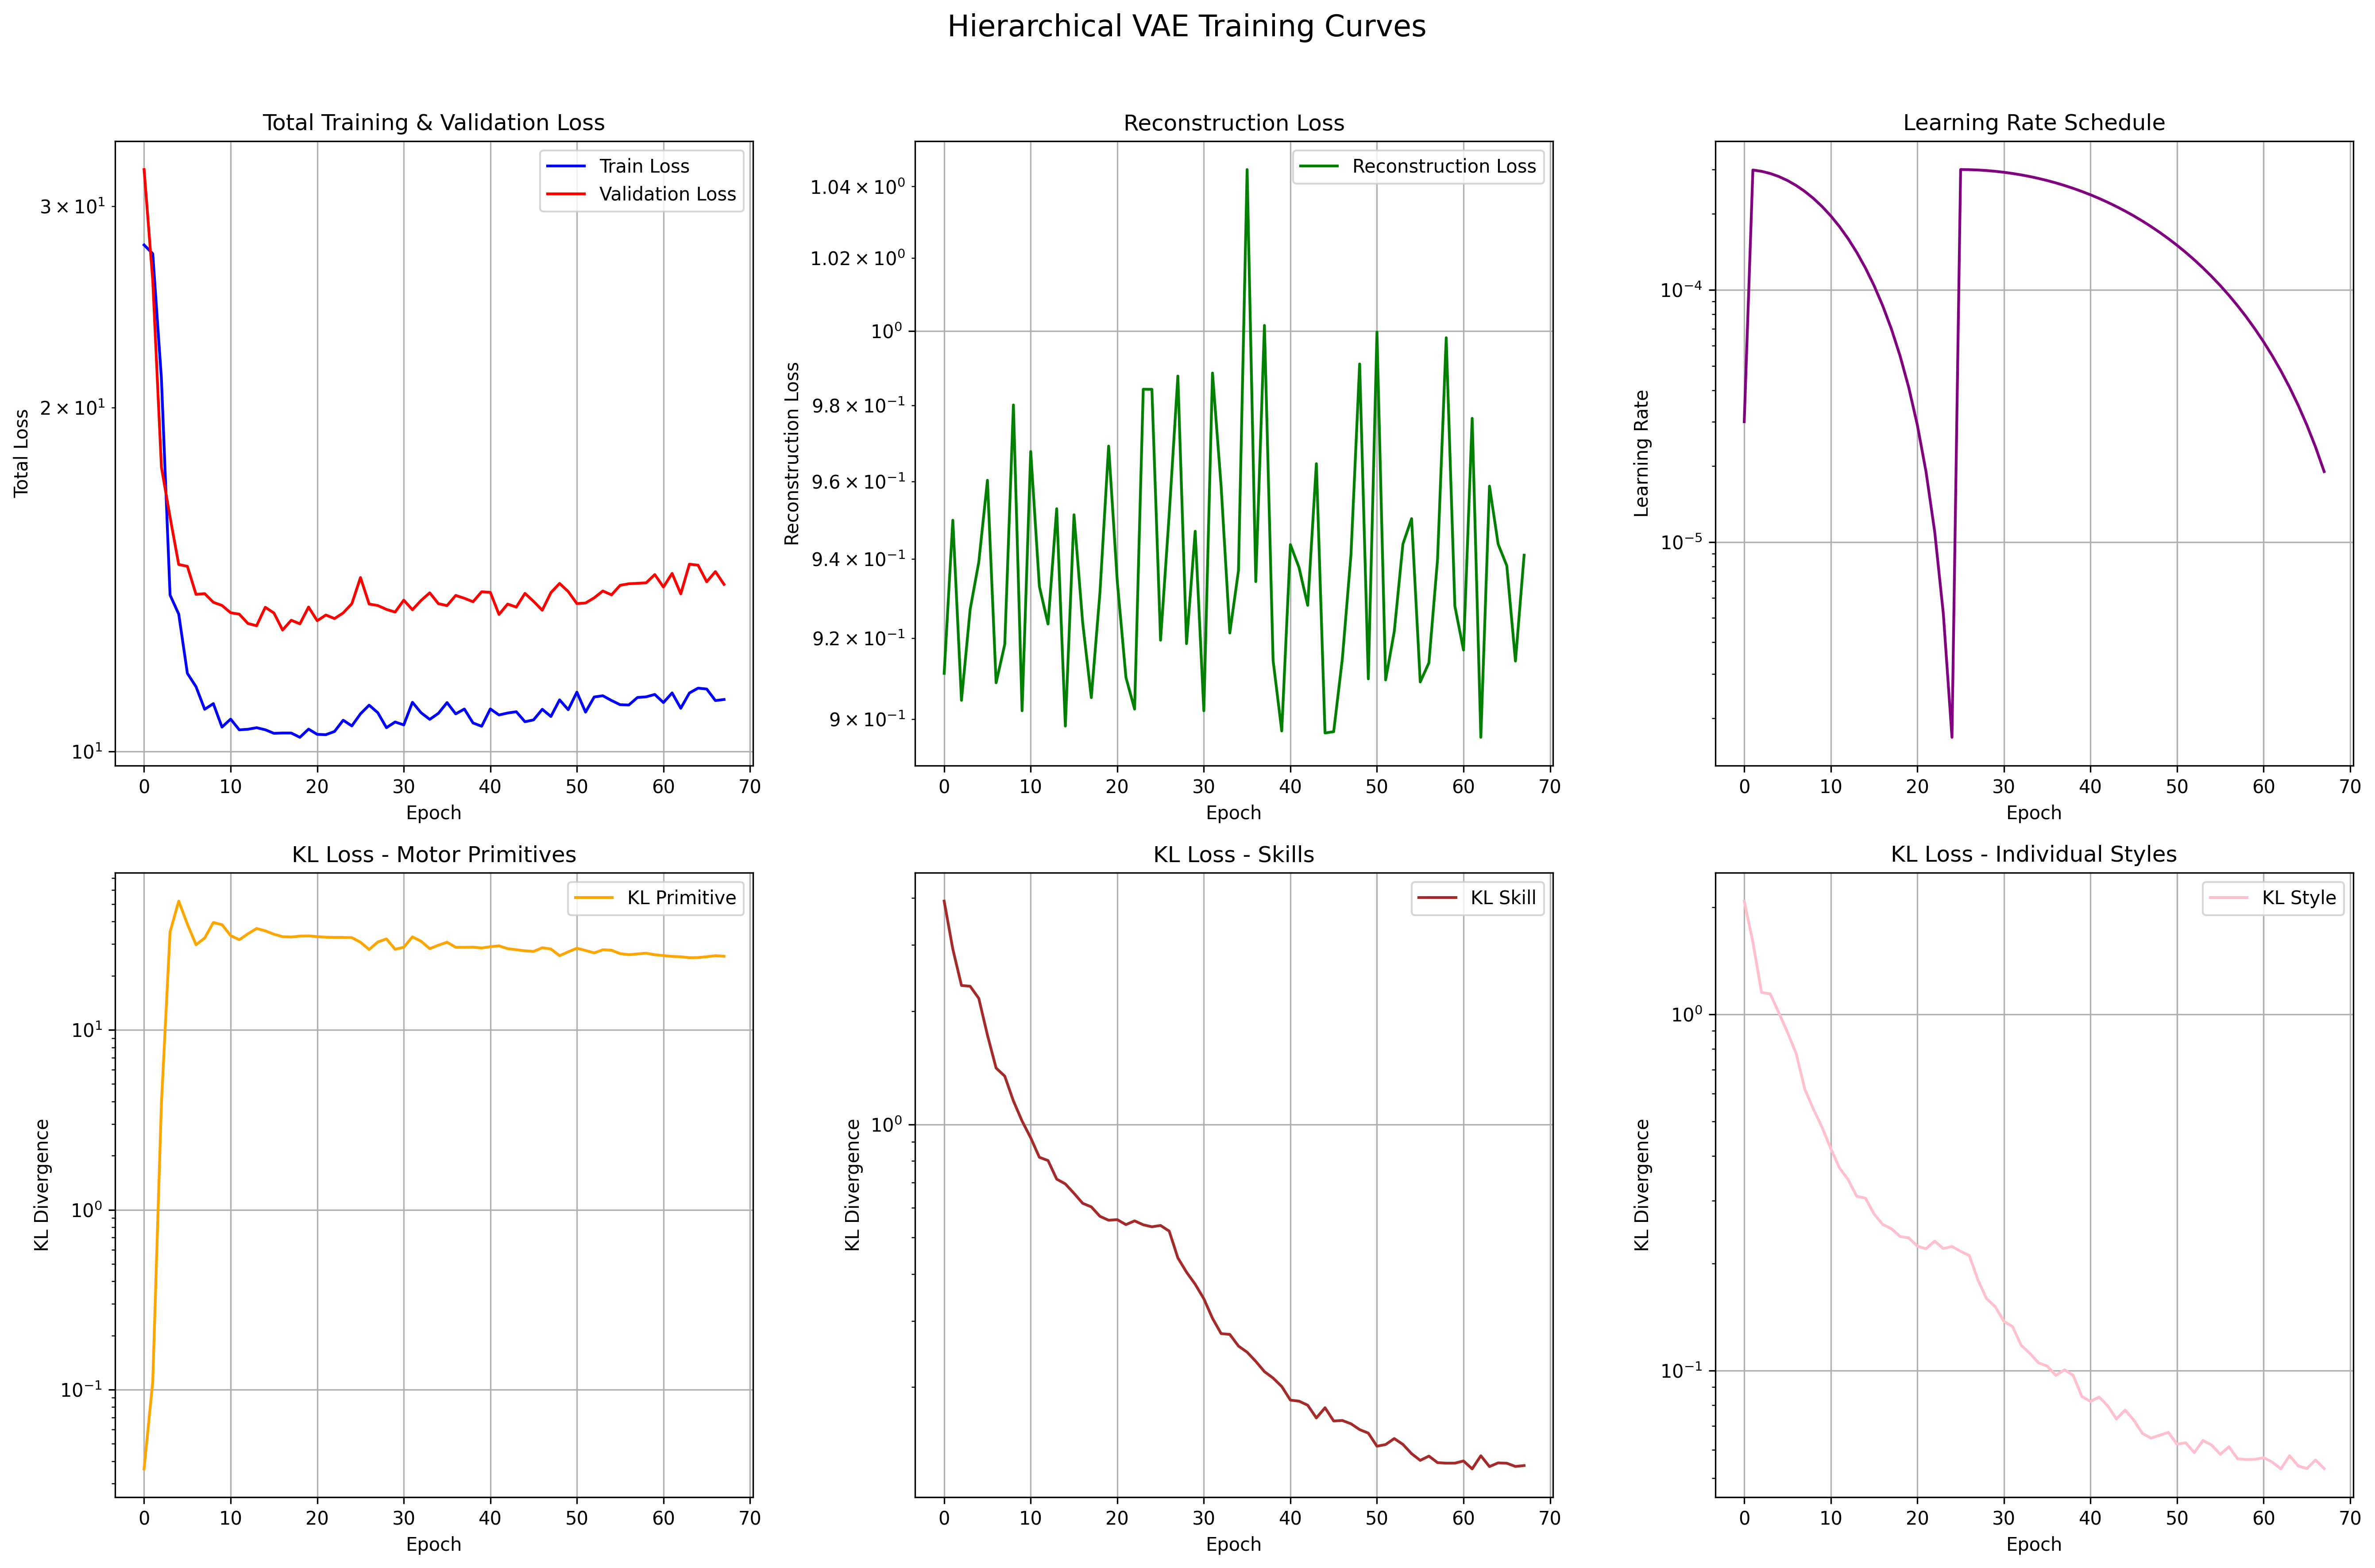 Hierarchical VAE Training Curves
Total Training & Validation Loss
Train Loss
Validation Loss
3 × 10¹
2 × 10¹
10¹
Total Loss
0 10 20 30 40 50 60 70
Epoch
Reconstruction Loss
Reconstruction Loss
1.04 × 10⁰
1.02 × 10⁰
10⁰
9.8 × 10⁻¹
9.6 × 10⁻¹
9.4 × 10⁻¹
9.2 × 10⁻¹
9 × 10⁻¹
Reconstruction Loss
0 10 20 30 40 50 60 70
Epoch
Learning Rate Schedule
10⁻⁴
10⁻⁵
Learning Rate
0 10 20 30 40 50 60 70
Epoch
KL Loss - Motor Primitives
KL Primitive
10¹
10⁰
10⁻¹
KL Divergence
0 10 20 30 40 50 60 70
Epoch
KL Loss - Skills
KL Skill
10⁰
KL Divergence
0 10 20 30 40 50 60 70
Epoch
KL Loss - Individual Styles
KL Style
10⁰
10⁻¹
KL Divergence
0 10 20 30 40 50 60 70
Epoch